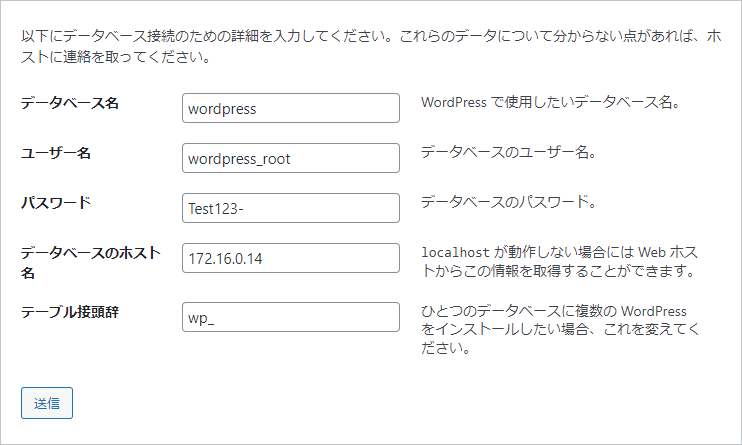 以下にデータベース接続のための詳細を入力してください。これらのデータについて分からない点があれば、ホ
ストに連絡を取ってください。
データベース名
wordpress
WordPress で使用したいデータベース名。
ユーザー名
wordpress_root
データベースのユーザー名。
パスワード
Test123-
データベースのパスワード。
データベースのホスト
名
172.16.0.14
localhost が動作しない場合には Web ホス
トからこの情報を取得することができます。
テーブル接頭辞
wp_
ひとつのデータベースに複数の WordPress
をインストールしたい場合、これを変えてく
ださい。
送信